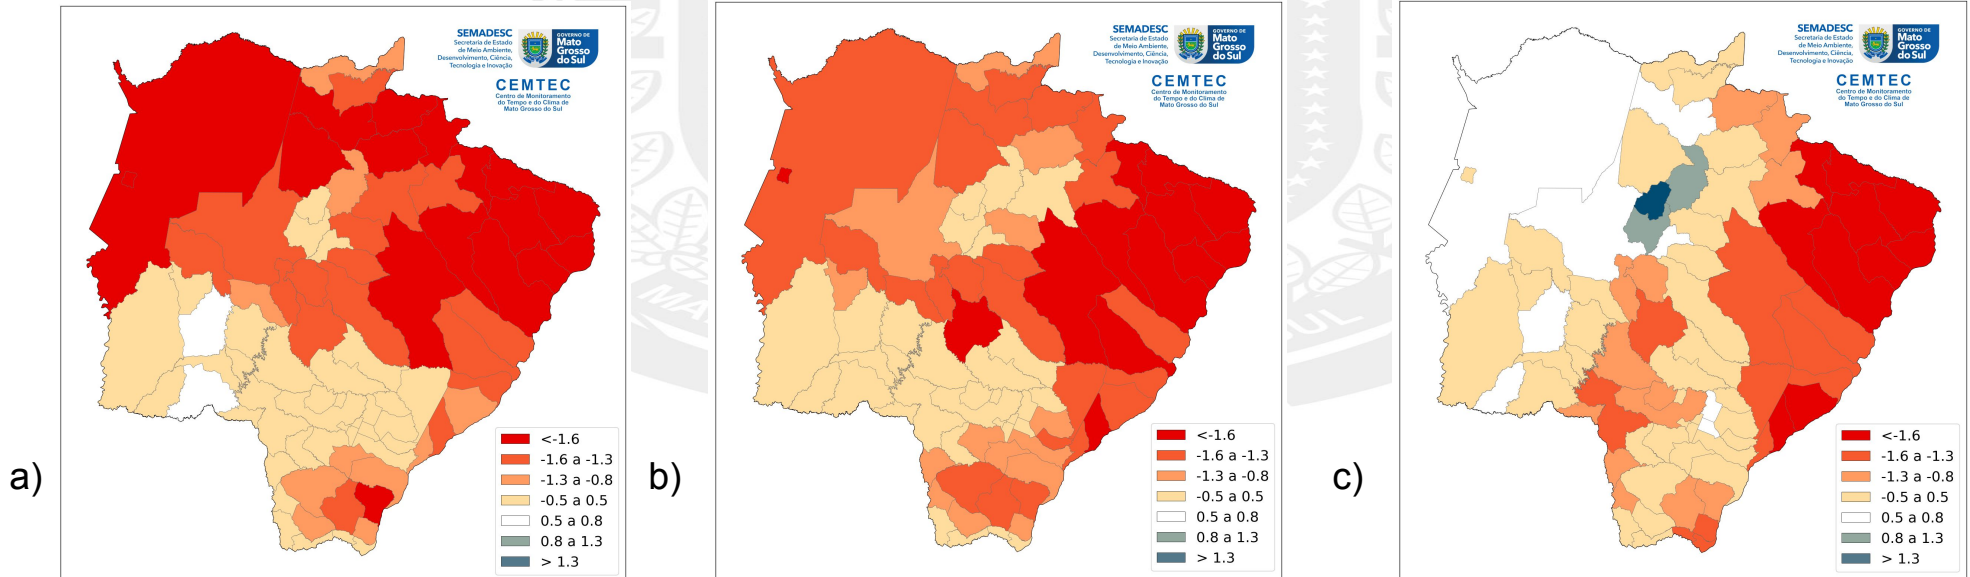 a)
SEMADESC
Secretaria de Estado
de Meio Ambiente,
Desenvolvimento, Ciência,
Tecnologia e Inovação
GOVERNO DE
Mato
Grosso
do Sul
CEMTEC
Centro de Monitoramento
do Tempo e do Clima de
Mato Grosso do Sul
<-1.6
-1.6 a -1.3
-1.3 a -0.8
-0.5 a 0.5
0.5 a 0.8
0.8 a 1.3
> 1.3
b)
SEMADESC
Secretaria de Estado
de Meio Ambiente,
Desenvolvimento, Ciência,
Tecnologia e Inovação
GOVERNO DE
Mato
Grosso
do Sul
CEMTEC
Centro de Monitoramento
do Tempo e do Clima de
Mato Grosso do Sul
<-1.6
-1.6 a -1.3
-1.3 a -0.8
-0.5 a 0.5
0.5 a 0.8
0.8 a 1.3
> 1.3
c)
SEMADESC
Secretaria de Estado
de Meio Ambiente,
Desenvolvimento, Ciência,
Tecnologia e Inovação
GOVERNO DE
Mato
Grosso
do Sul
CEMTEC
Centro de Monitoramento
do Tempo e do Clima de
Mato Grosso do Sul
<-1.6
-1.6 a -1.3
-1.3 a -0.8
-0.5 a 0.5
0.5 a 0.8
0.8 a 1.3
> 1.3